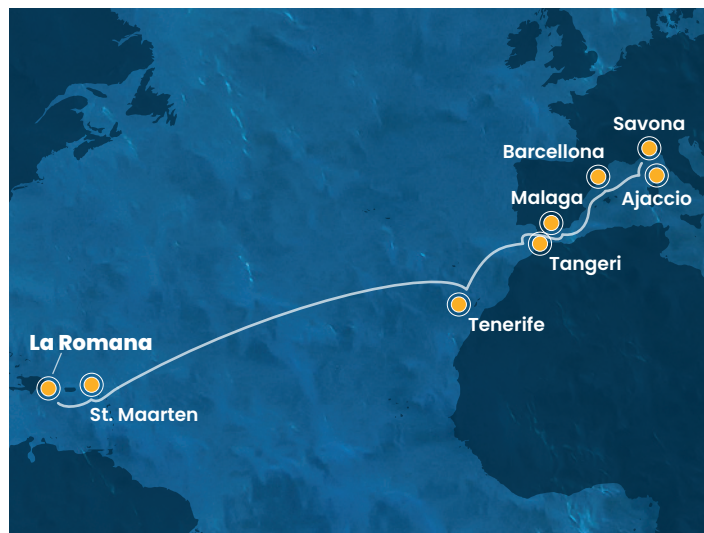 Savona
Barcellona
Ajaccio
Malaga
Tangeri
Tenerife
La Romana
St. Maarten